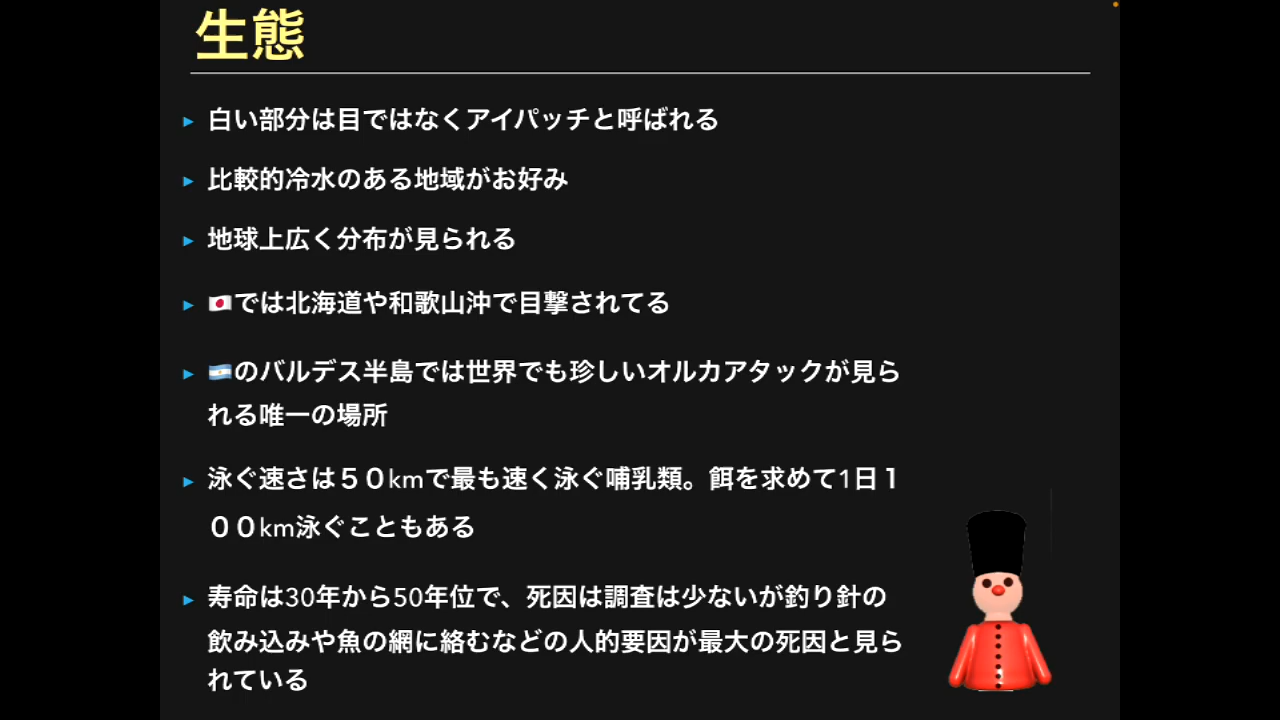 生態
白い部分は目ではなくアイパッチと呼ばれる
比較的冷水のある地域がお好み
地球上広く分布が見られる
🇯🇵では北海道や和歌山沖で目撃されてる
🇦🇷のバルデス半島では世界でも珍しいオルカアタックが見ら
れる唯一の場所
泳ぐ速さは５０kmで最も速く泳ぐ哺乳類。餌を求めて1日１
００km泳ぐこともある
寿命は30年から50年位で、死因は調査は少ないが釣り針の
飲み込みや魚の網に絡むなどの人的要因が最大の死因と見ら
れている